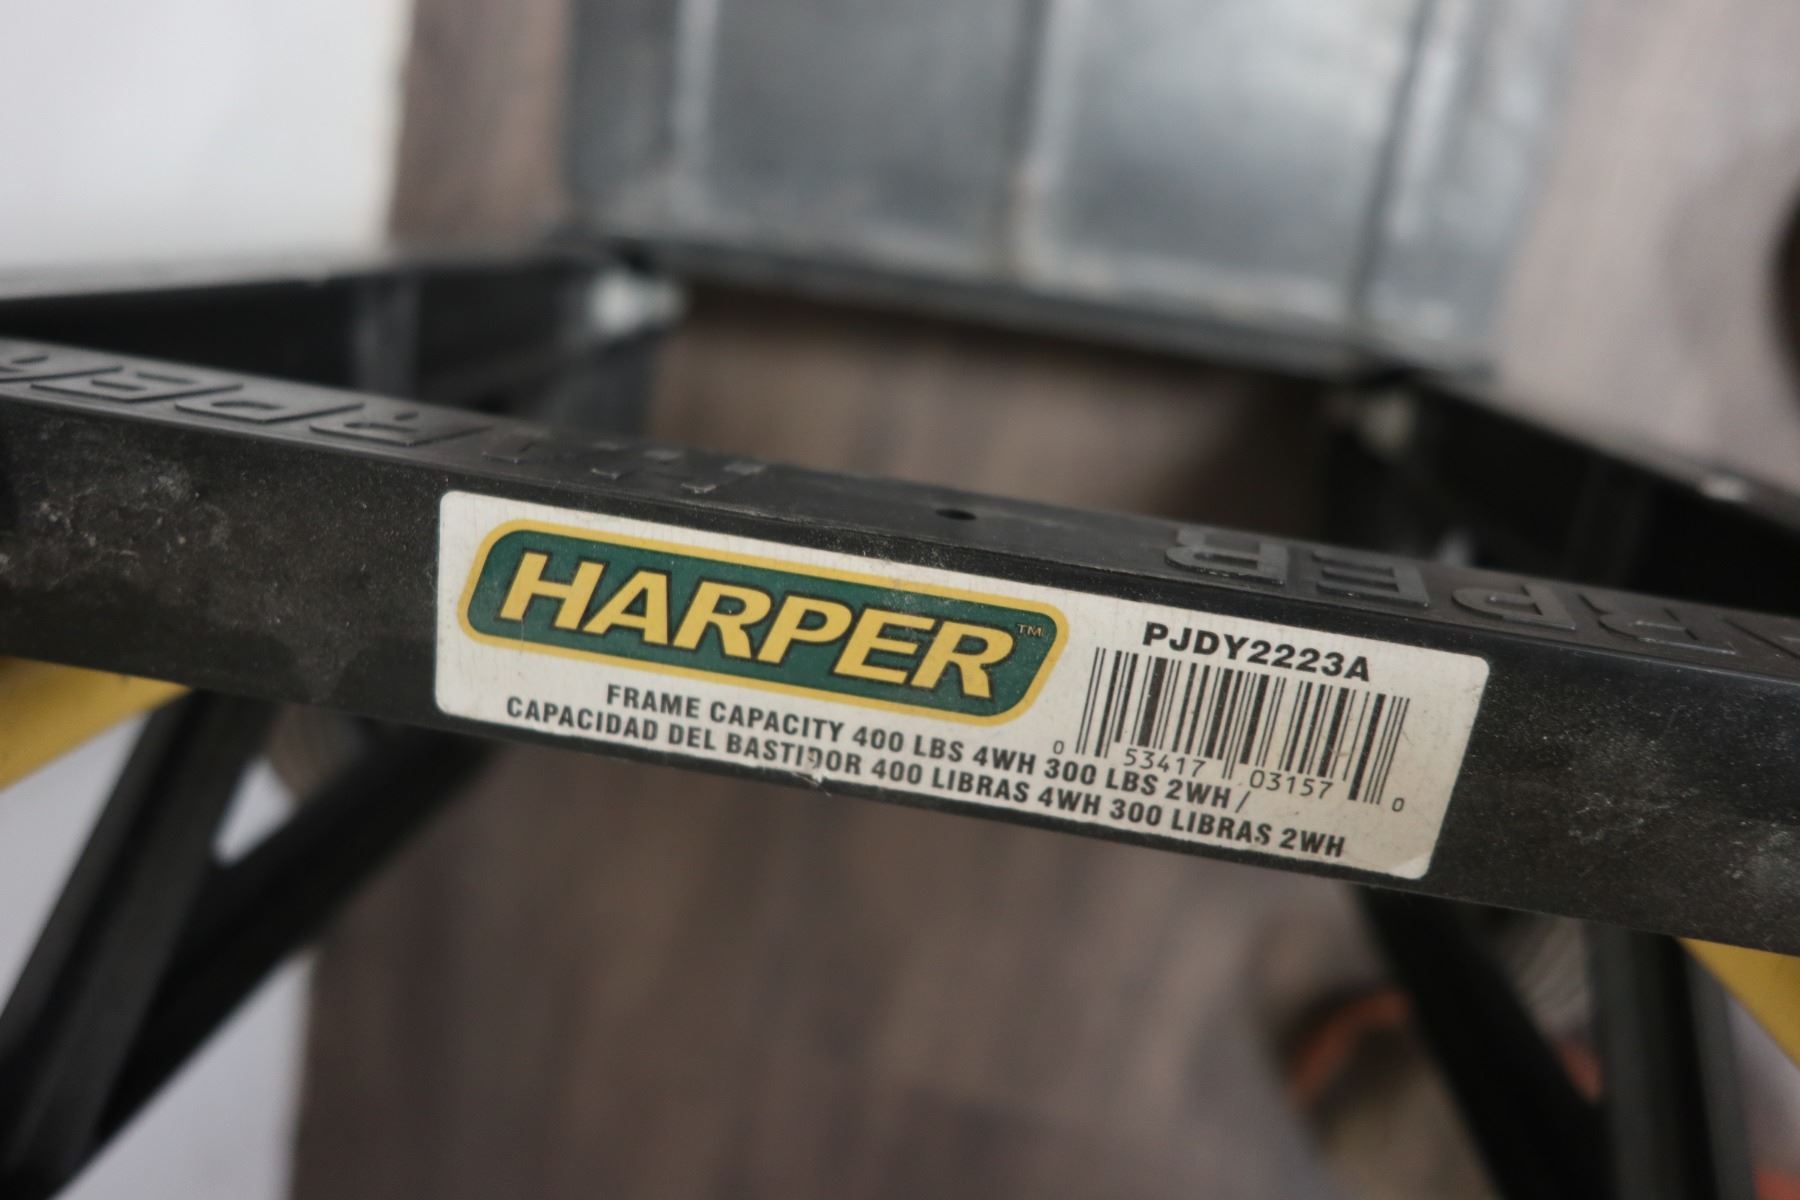 HARPER™
PJDY2223A
0 53417 03157 0
FRAME CAPACITY 400 LBS 4WH 300 LBS 2WH /
CAPACIDAD DEL BASTIDOR 400 LIBRAS 4WH 300 LIBRAS 2WH